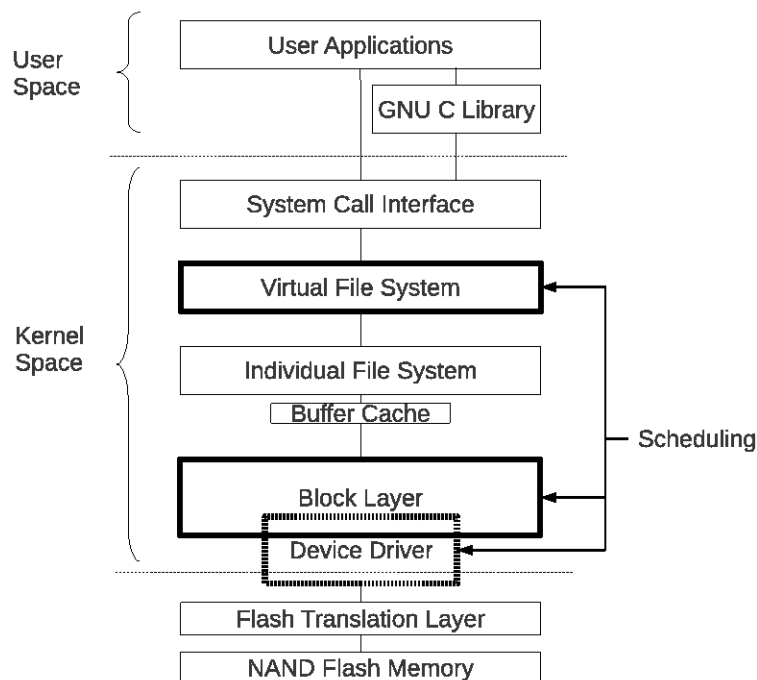 User Applications
User
Space
GNU C Library
System Call Interface
Virtual File System
Kernel
Space
Individual File System
Buffer Cache
Scheduling
Block Layer
Device Driver
Flash Translation Layer
NAND Flash Memory